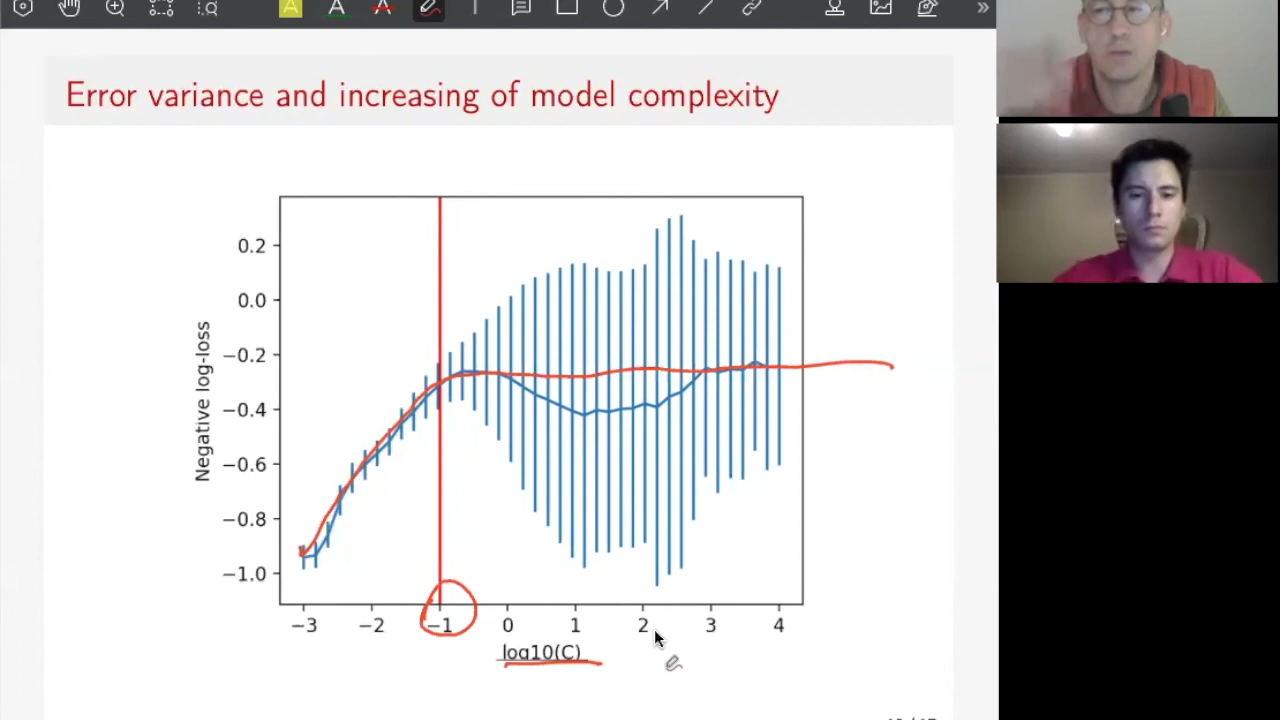 A A A T
Error variance and increasing of model complexity
0.2
0.0
−0.2
−0.4
−0.6
−0.8
−1.0
Negative log-loss
−3 −2 −1 0 1 2 3 4
log10(C)